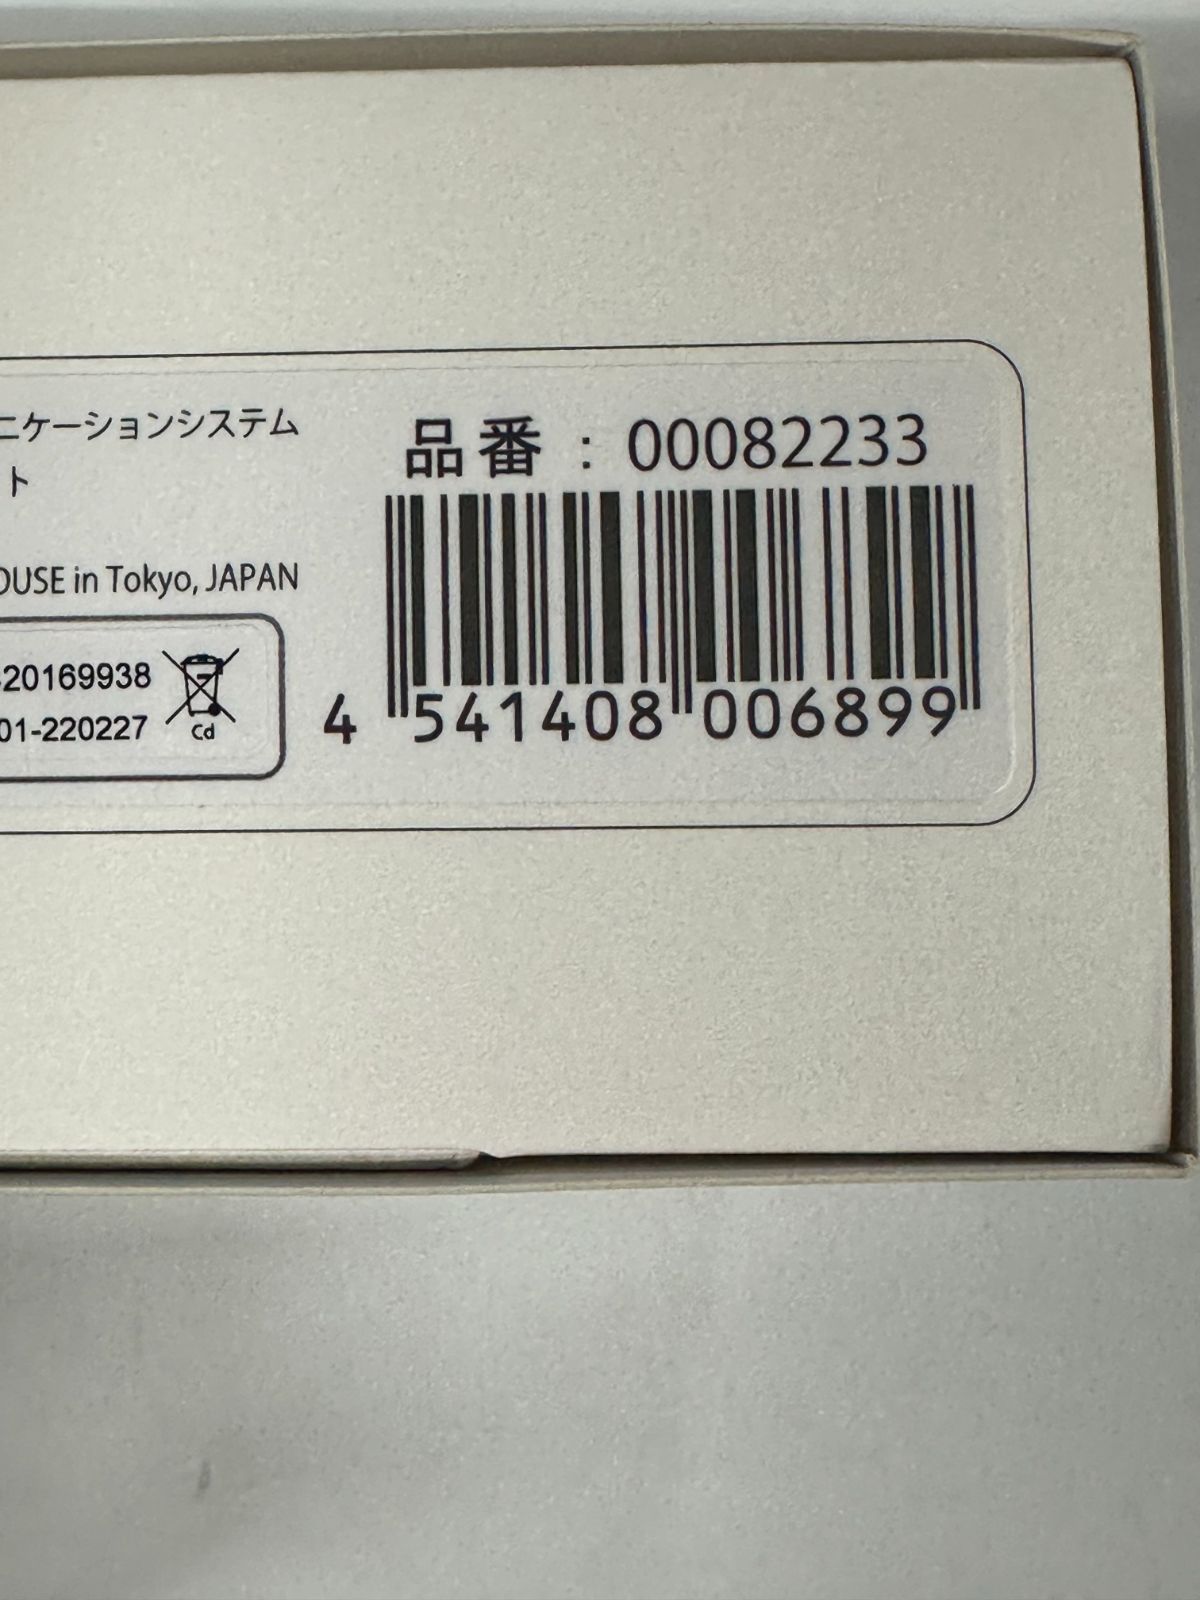 ニケーションシステム
ト
品番：00082233
OUSE in Tokyo, JAPAN
20169938
01-220227
Cd
4 541408 006899